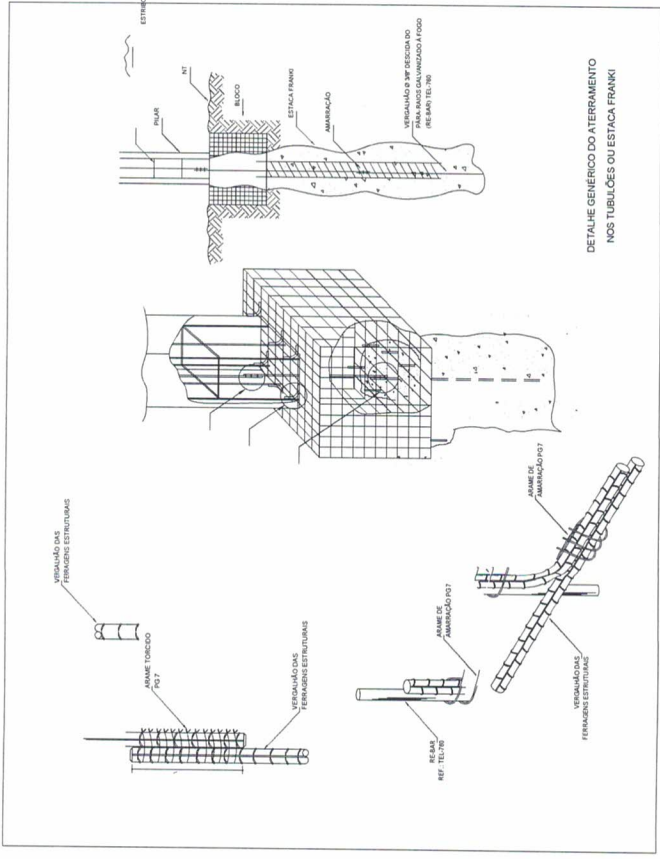 ESTRIBO
NT
PILAR
BLOCO
ESTACA FRANKI
AMARRAÇÃO
VERGALHÃO Ø 3/8" DESCIDA DO
PÁRA-RAIOS GALVANIZADO À FOGO
(RE-BAR) TEL-760
DETALHE GENÉRICO DO ATERRAMENTO
NOS TUBULÕES OU ESTACA FRANKI
VERGALHÃO DAS
FERRAGENS ESTRUTURAIS
ARAME TORCIDO
PG 7
VERGALHÃO DAS
FERRAGENS ESTRUTURAIS
ARAME DE
AMARRAÇÃO PG 7
ARAME DE
AMARRAÇÃO PG 7
RE-BAR
REF.: TEL-760
VERGALHÃO DAS
FERRAGENS ESTRUTURAIS